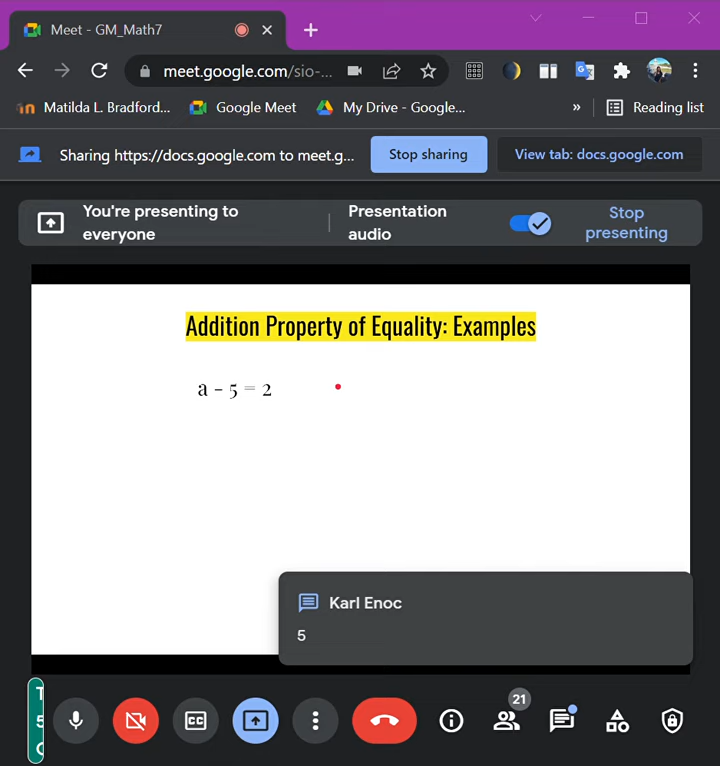 Meet - GM_Math7
meet.google.com/sio-...
Matilda L. Bradford... Google Meet My Drive - Google... » Reading list
Sharing https://docs.google.com to meet.g... Stop sharing View tab: docs.google.com
You're presenting to everyone
Presentation audio
Stop presenting
Addition Property of Equality: Examples
a - 5 = 2
Karl Enoc
5
21